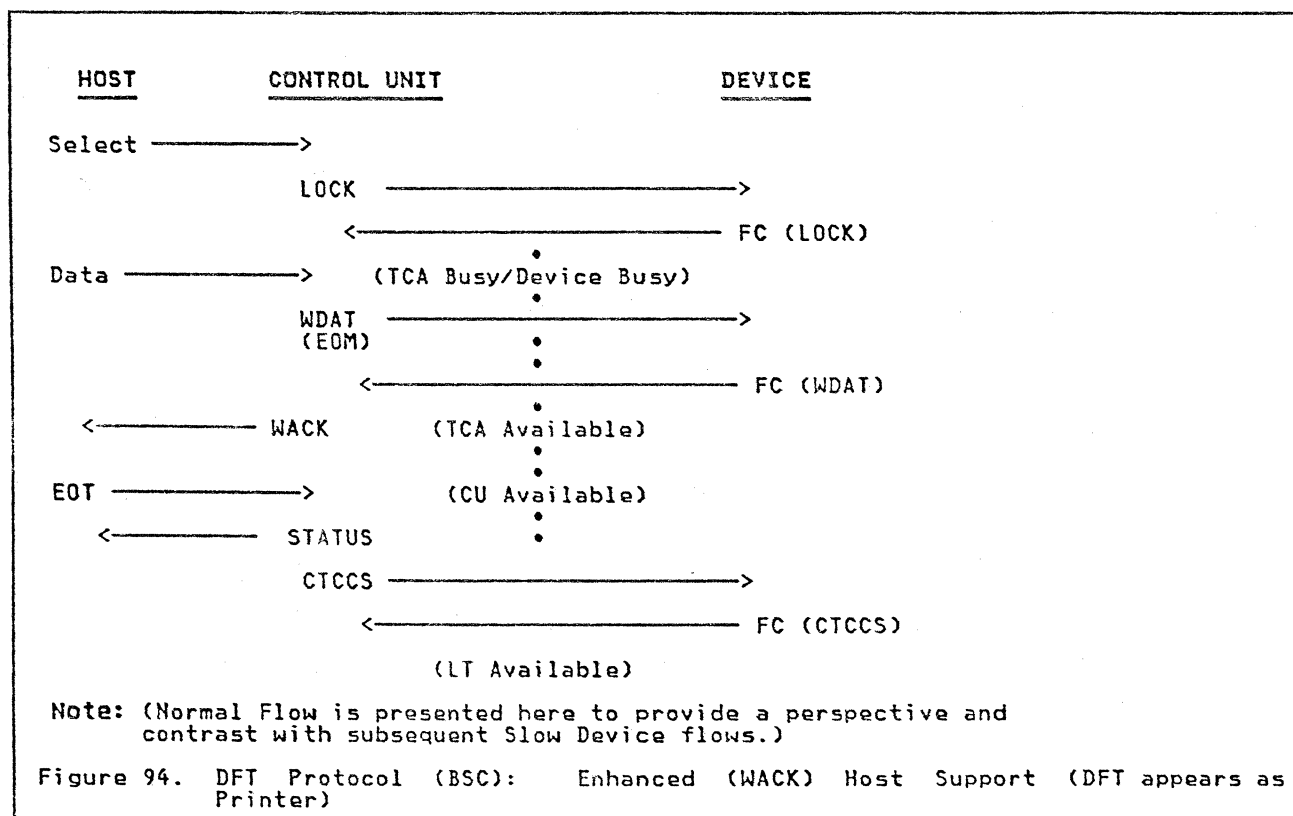 HOST CONTROL UNIT DEVICE
Select
LOCK
FC (LOCK)
Data (TCA Busy/Device Busy)
WDAT
(EOM)
FC (WDAT)
WACK (TCA Available)
EOT (CU Available)
STATUS
CTCCS
FC (CTCCS)
(LT Available)
Note: (Normal Flow is presented here to provide a perspective and
contrast with subsequent Slow Device flows.)
Figure 94. DFT Protocol (BSC): Enhanced (WACK) Host Support (DFT appears as
Printer)